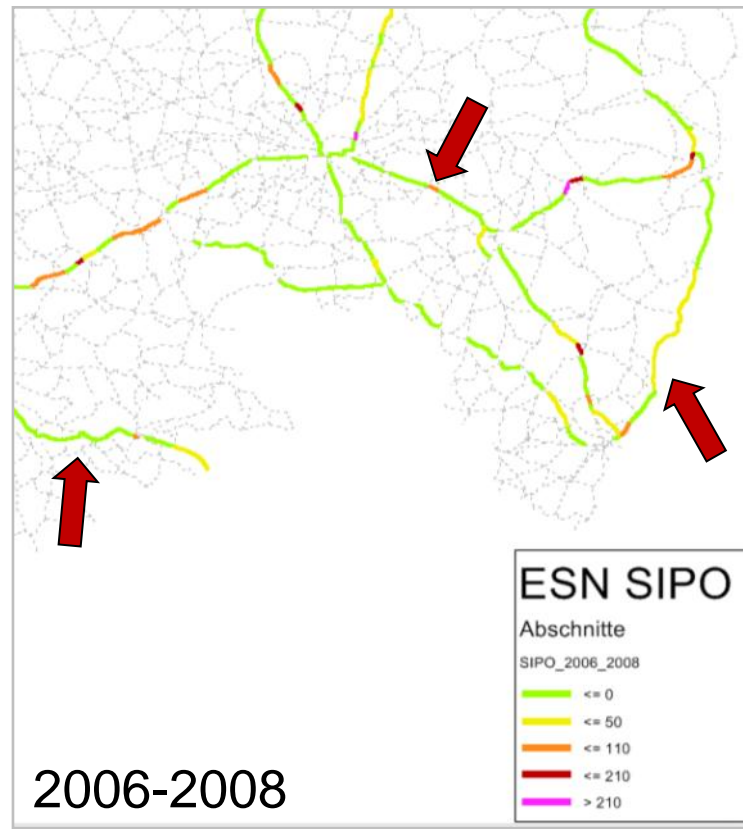 ESN SIPO
Abschnitte
SIPO_2006_2008
<= 0
<= 50
<= 110
<= 210
> 210
2006-2008